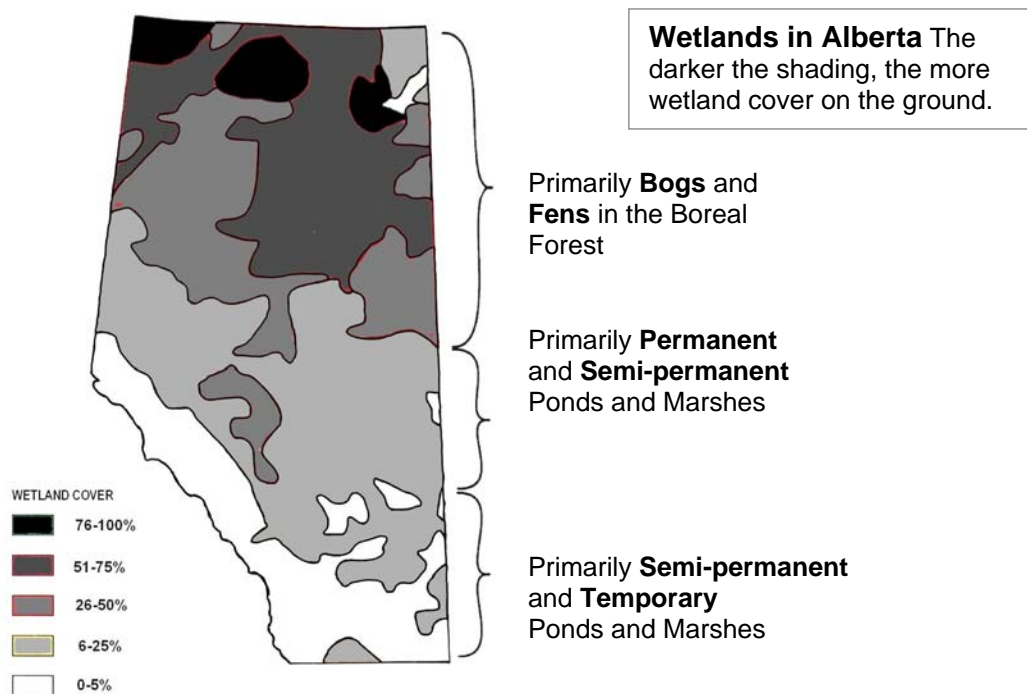 Wetlands in Alberta The
darker the shading, the more
wetland cover on the ground.
Primarily Bogs and
Fens in the Boreal
Forest
Primarily Permanent
and Semi-permanent
Ponds and Marshes
Primarily Semi-permanent
and Temporary
Ponds and Marshes
WETLAND COVER
76-100%
51-75%
26-50%
6-25%
0-5%